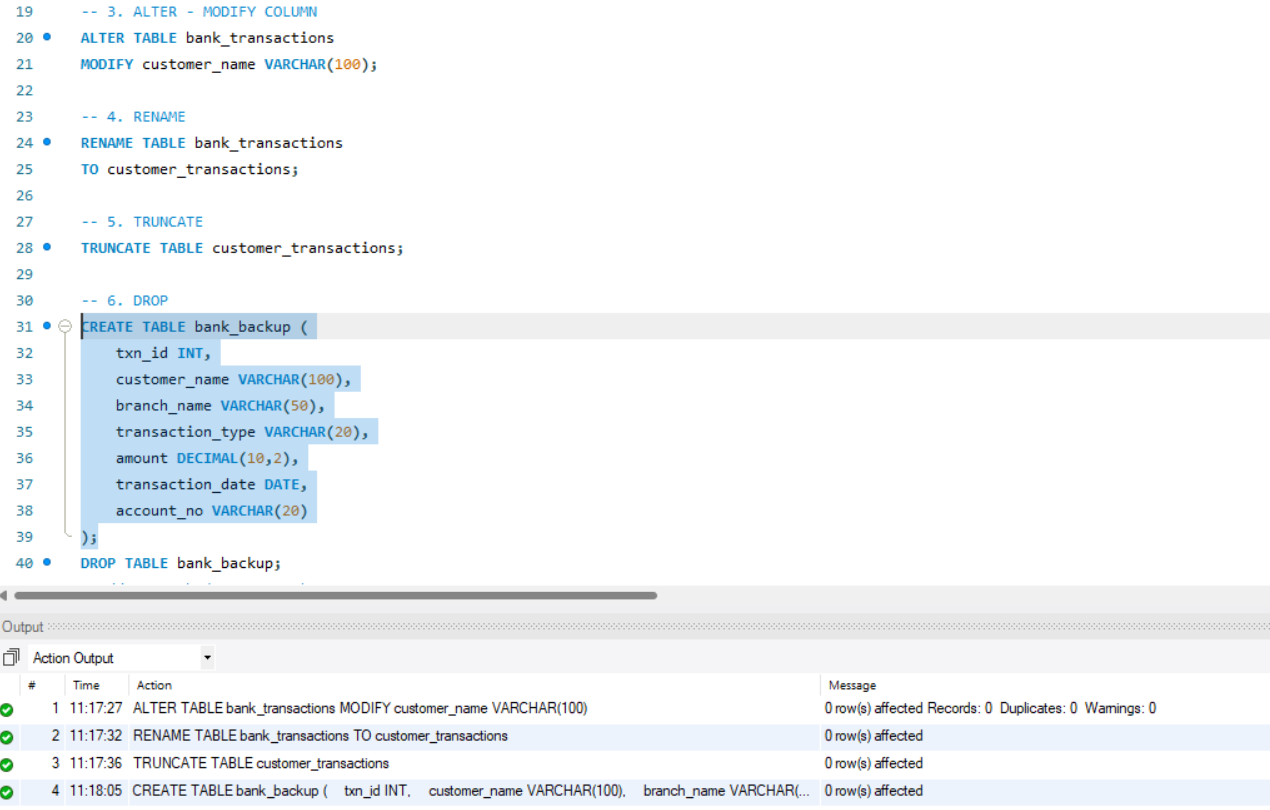 19 -- 3. ALTER - MODIFY COLUMN
20 ALTER TABLE bank_transactions
21 MODIFY customer_name VARCHAR(100);
22
23 -- 4. RENAME
24 RENAME TABLE bank_transactions
25 TO customer_transactions;
26
27 -- 5. TRUNCATE
28 TRUNCATE TABLE customer_transactions;
29
30 -- 6. DROP
31 CREATE TABLE bank_backup (
32 txn_id INT,
33 customer_name VARCHAR(100),
34 branch_name VARCHAR(50),
35 transaction_type VARCHAR(20),
36 amount DECIMAL(10,2),
37 transaction_date DATE,
38 account_no VARCHAR(20)
39 );
40 DROP TABLE bank_backup;
Output
Action Output
# Time Action Message
1 11:17:27 ALTER TABLE bank_transactions MODIFY customer_name VARCHAR(100) 0 row(s) affected Records: 0 Duplicates: 0 Warnings: 0
2 11:17:32 RENAME TABLE bank_transactions TO customer_transactions 0 row(s) affected
3 11:17:36 TRUNCATE TABLE customer_transactions 0 row(s) affected
4 11:18:05 CREATE TABLE bank_backup ( txn_id INT, customer_name VARCHAR(100), branch_name VARCHAR(... 0 row(s) affected